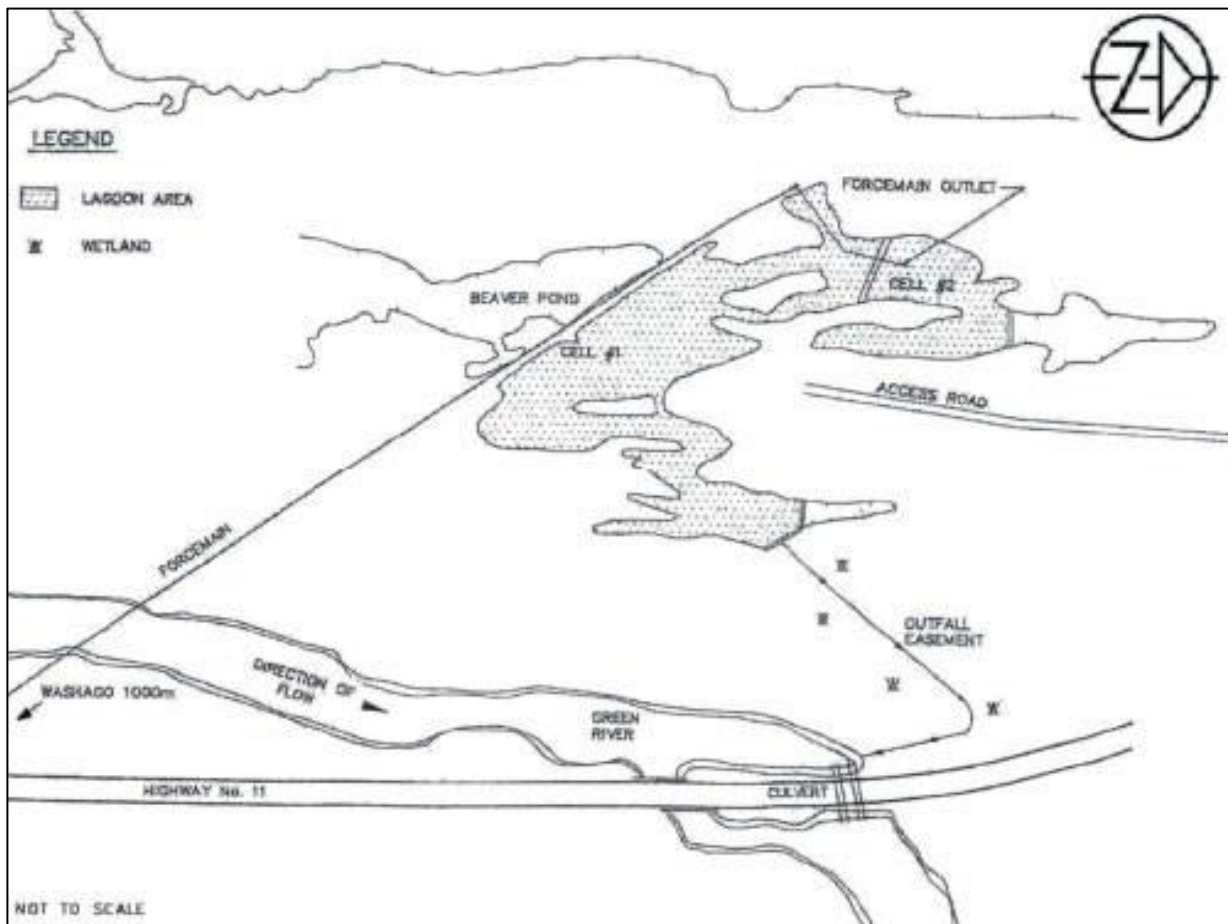 LEGEND
LAGOON AREA
WETLAND
FORCEMAIN OUTLET
BEAVER POND
CELL #2
CELL #1
ACCESS ROAD
FORCEMAIN
OUTFALL
EASEMENT
WASHAGO 1000m
DIRECTION OF
FLOW
GREEN
RIVER
HIGHWAY No. 11
CULVERT
NOT TO SCALE